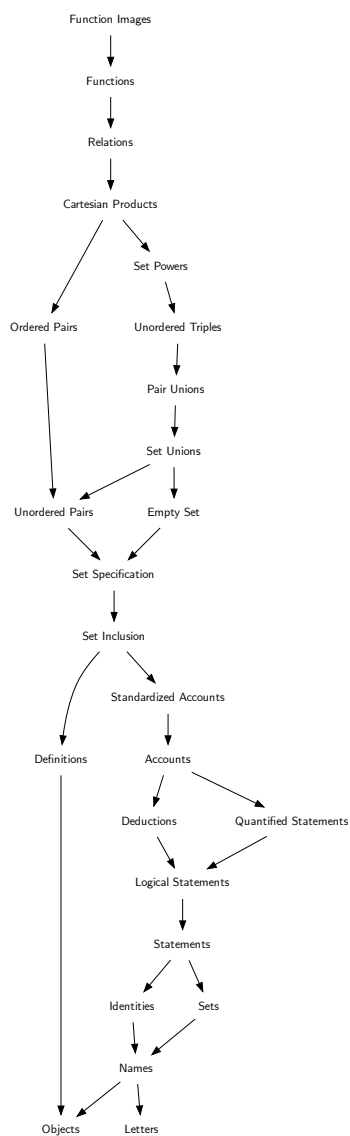 Function Images
Functions
Relations
Cartesian Products
Set Powers
Ordered Pairs
Unordered Triples
Pair Unions
Set Unions
Unordered Pairs
Empty Set
Set Specification
Set Inclusion
Standardized Accounts
Definitions
Accounts
Deductions
Quantified Statements
Logical Statements
Statements
Identities
Sets
Names
Objects
Letters